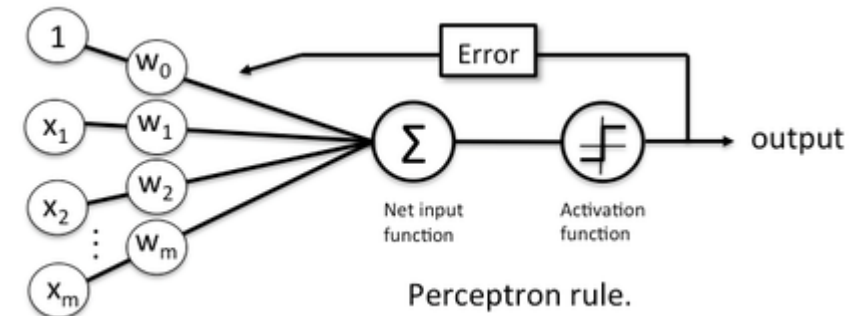 1
w₀
Error
x₁
w₁
Σ
output
x₂
w₂
Net input
function
Activation
function
⋮
wₘ
xₘ
Perceptron rule.